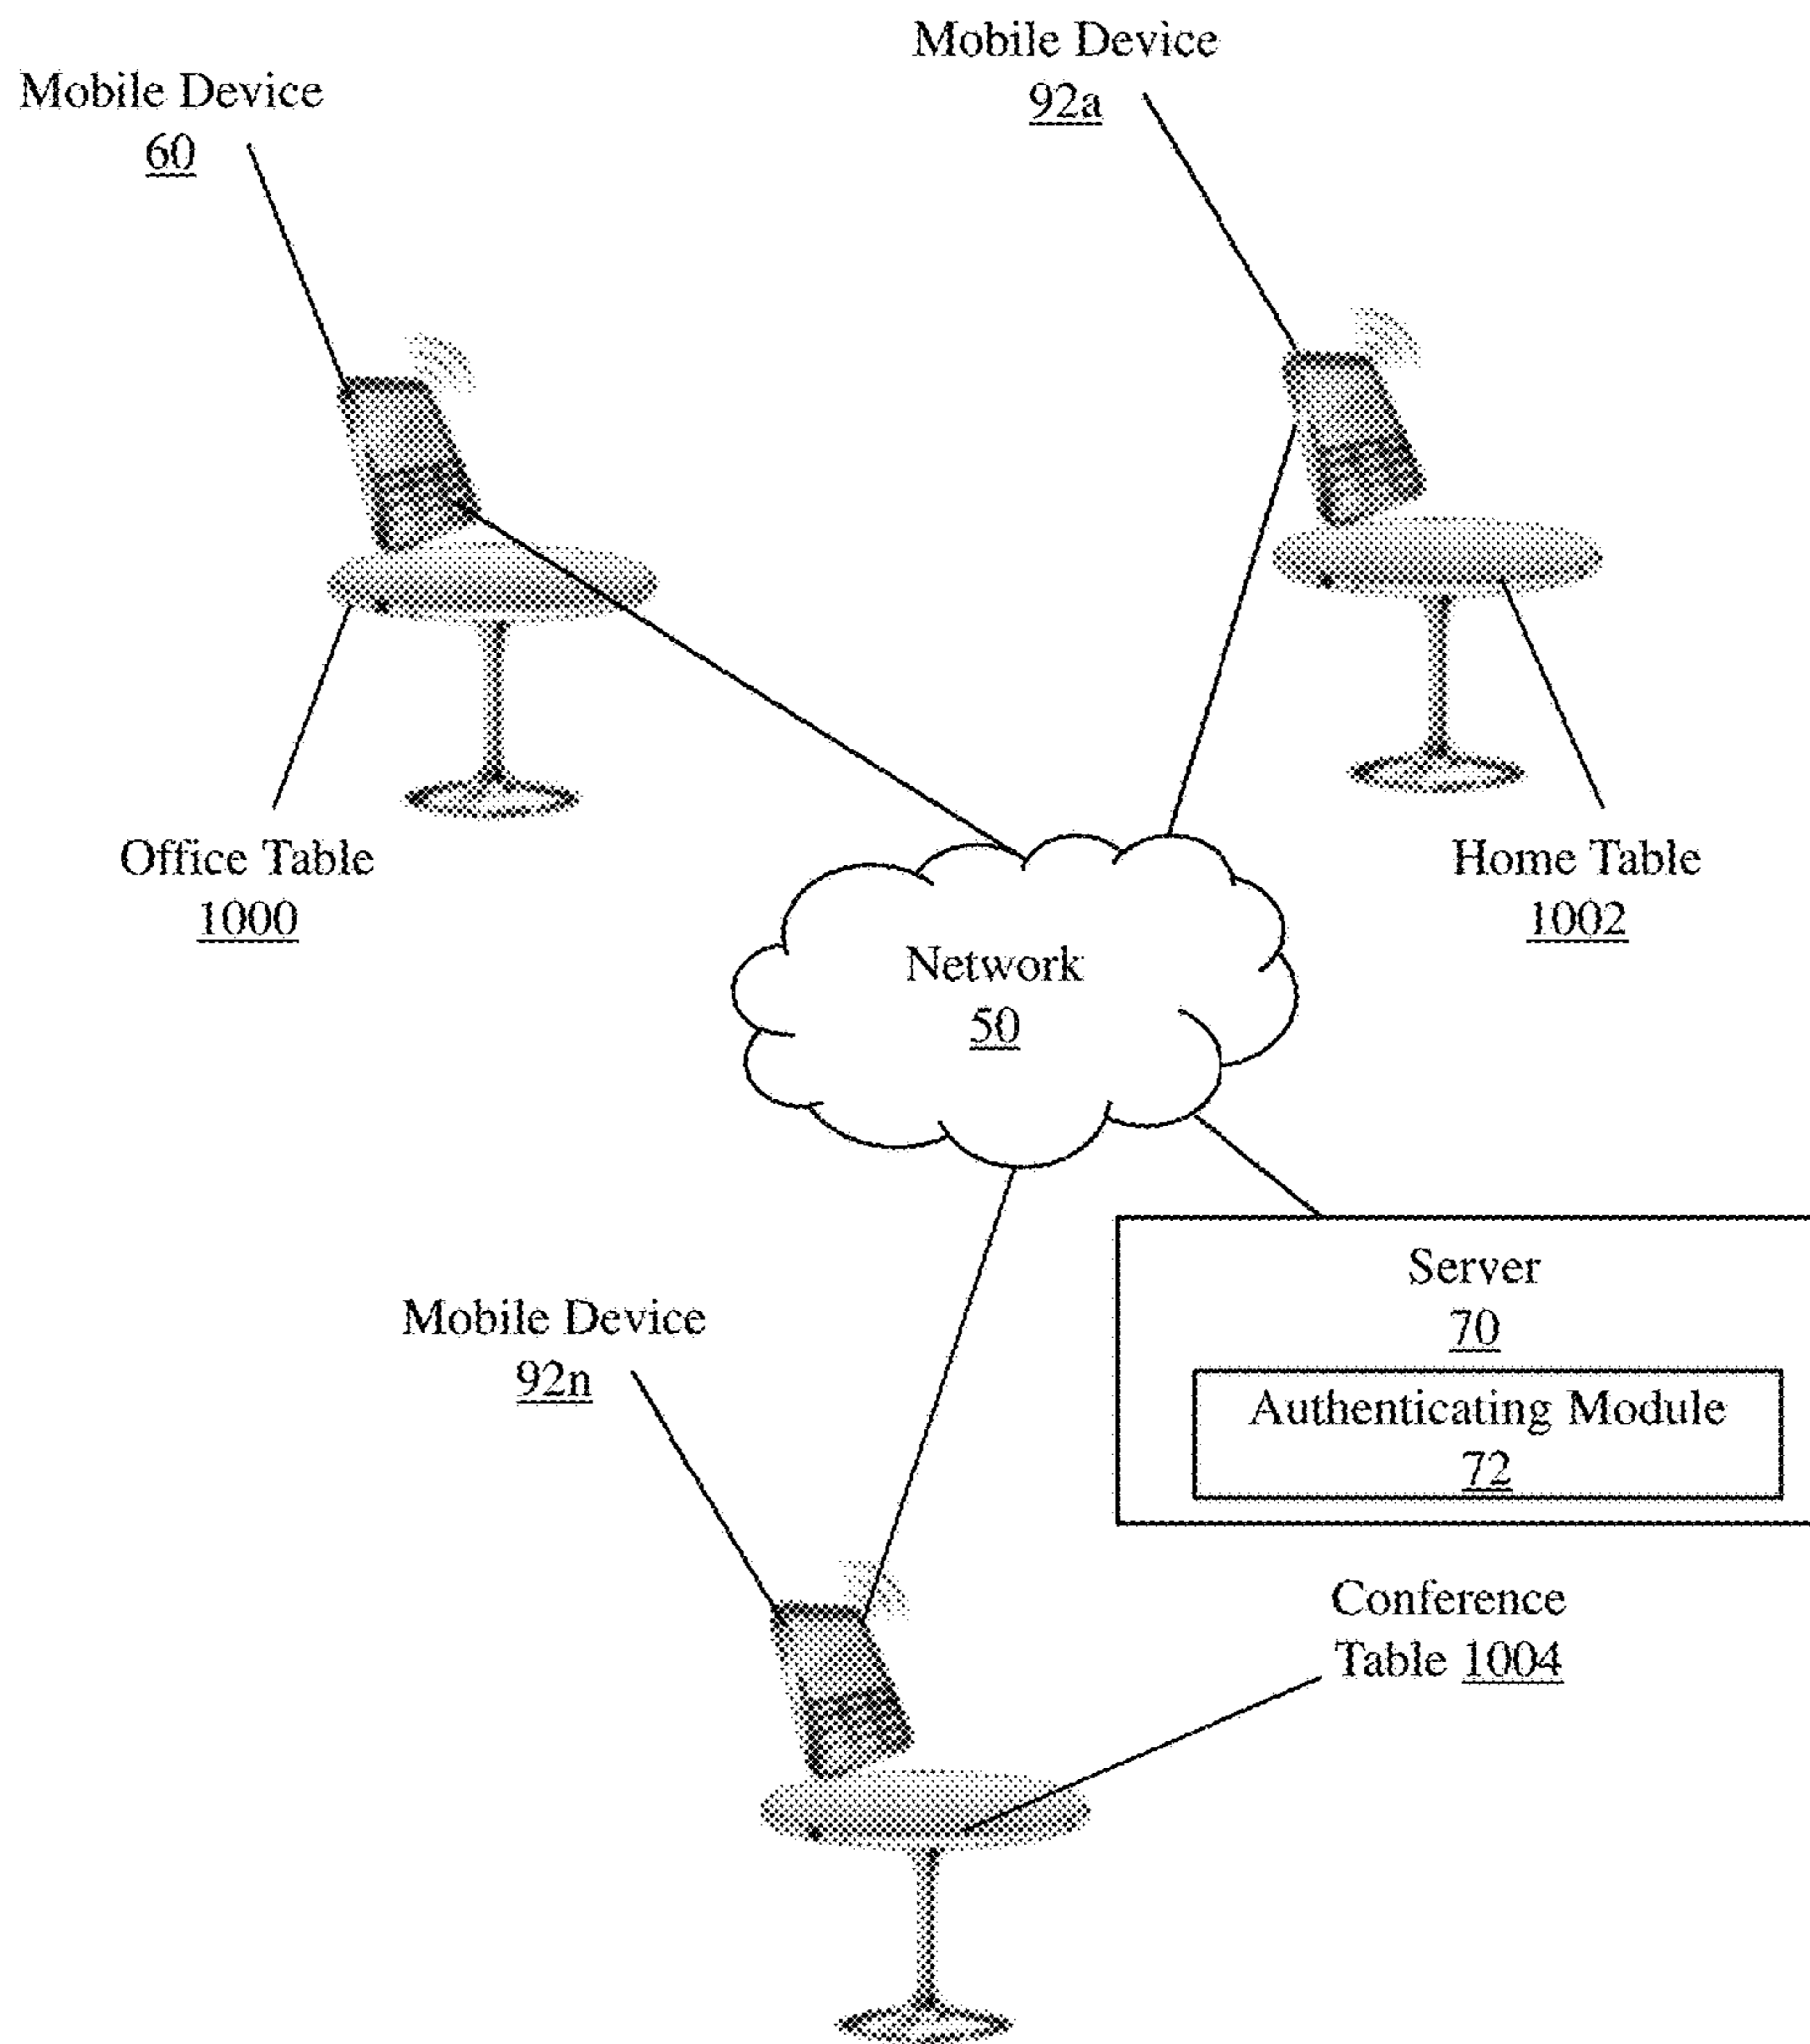 Mobile Device
92a
Mobile Device
60
Office Table
1000
Home Table
1002
Network
50
Server
70
Authenticating Module
72
Mobile Device
92n
Conference
Table 1004